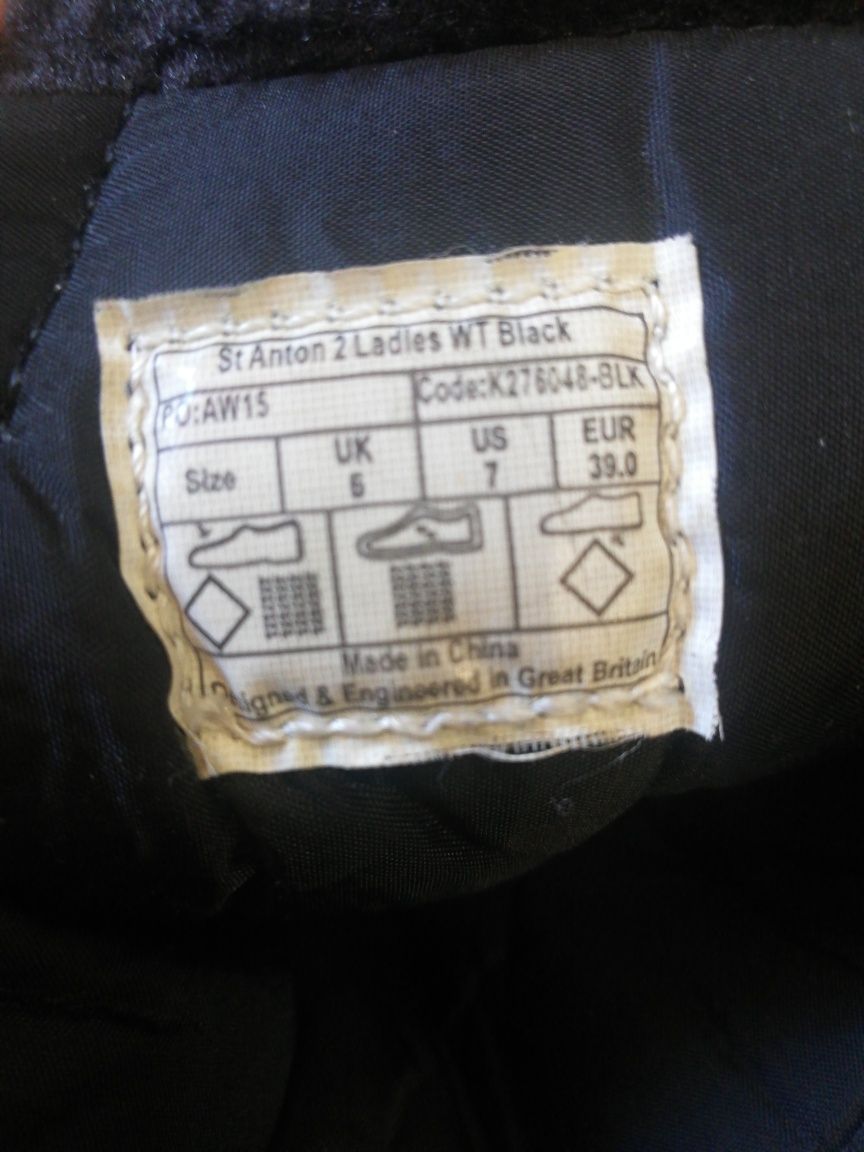 St Anton 2 Ladies WT Black
PO:AW15
Code:K276048-BLK
Size
UK
6
US
7
EUR
39.0
Made in China
Designed & Engineered in Great Britain